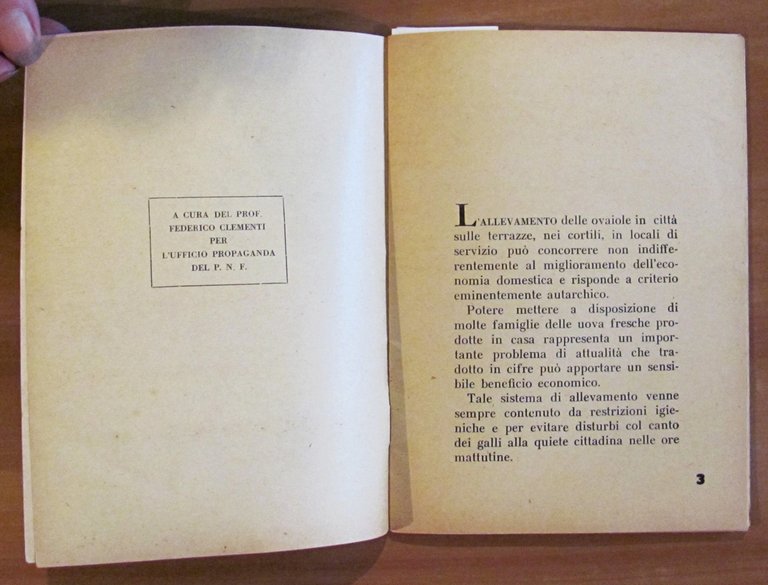 A CURA DEL PROF.
FEDERICO CLEMENTI
PER
L'UFFICIO PROPAGANDA
DEL P. N. F.
L'ALLEVAMENTO delle ovaiole in città
sulle terrazze, nei cortili, in locali di
servizio può concorrere non indiffe-
rentemente al miglioramento dell'eco-
nomia domestica e risponde a criterio
eminentemente autarchico.
Potere mettere a disposizione di
molte famiglie delle uova fresche pro-
dotte in casa rappresenta un impor-
tante problema di attualità che tra-
dotto in cifre può apportare un sensi-
bile beneficio economico.
Tale sistema di allevamento venne
sempre contenuto da restrizioni igie-
niche e per evitare disturbi col canto
dei galli alla quiete cittadina nelle ore
mattutine.
3